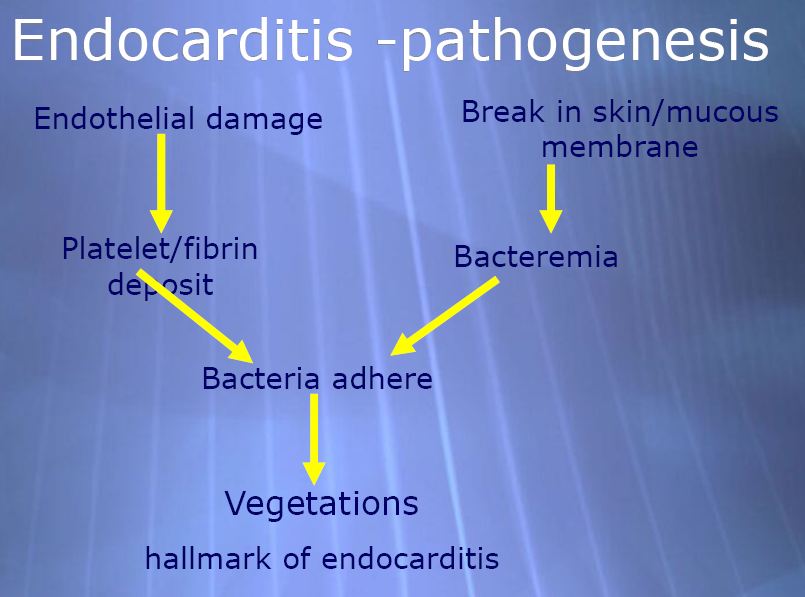 Endocarditis -pathogenesis
Endothelial damage
Break in skin/mucous
membrane
Platelet/fibrin
deposit
Bacteremia
Bacteria adhere
Vegetations
hallmark of endocarditis